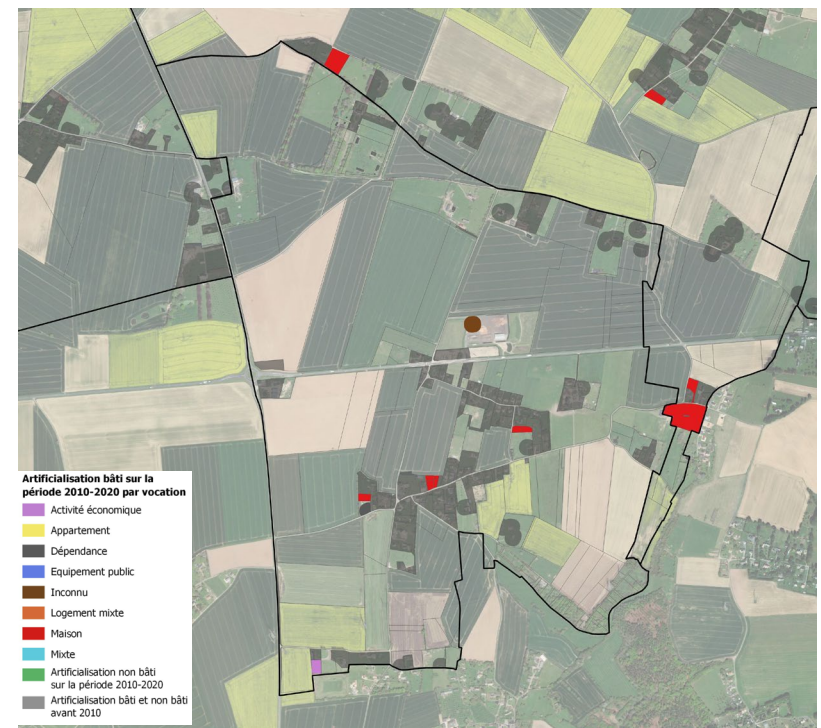 Artificialisation bâti sur la
période 2010-2020 par vocation
Activité économique
Appartement
Dépendance
Equipement public
Inconnu
Logement mixte
Maison
Mixte
Artificialisation non bâti
sur la période 2010-2020
Artificialisation bâti et non bâti
avant 2010